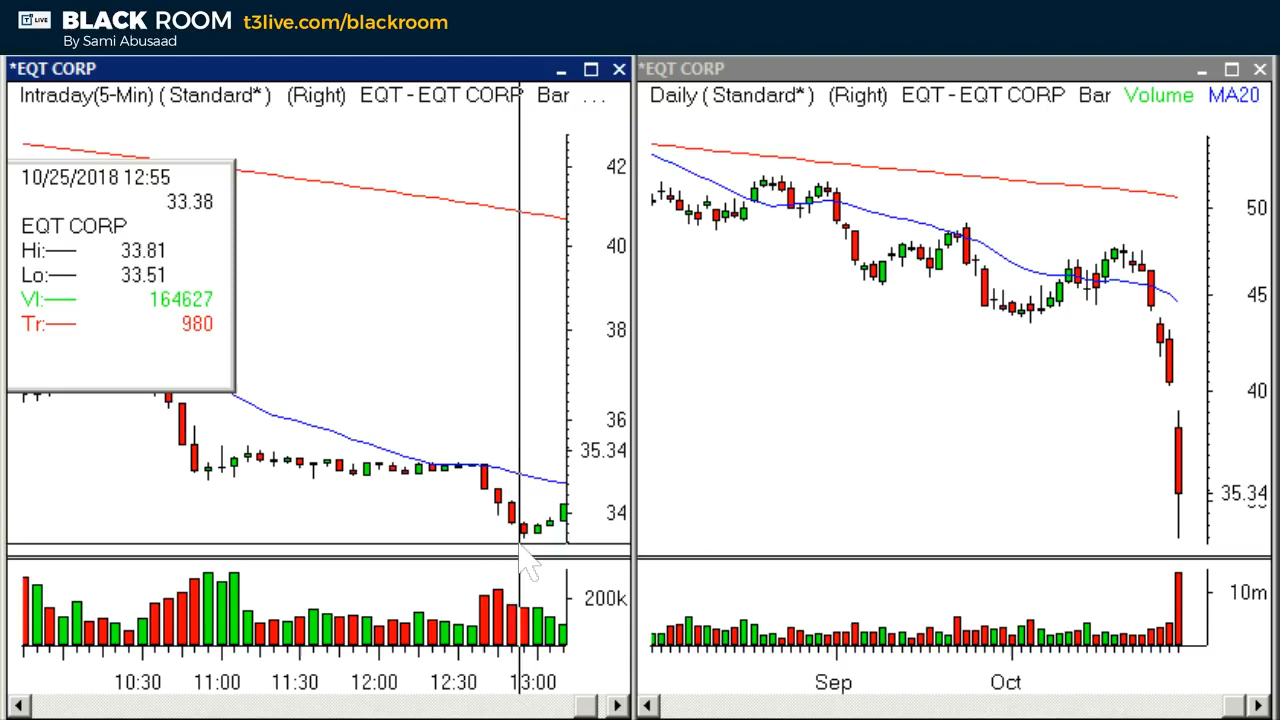 T3 LIVE BLACK ROOM t3live.com/blackroom
By Sami Abusaad
*EQT CORP
Intraday(5-Min) ( Standard* ) (Right) EQT - EQT CORP Bar ...
10/25/2018 12:55
33.38
EQT CORP
Hi: 33.81
Lo: 33.51
Vl: 164627
Tr: 980
42
40
38
36
35.34
34
200k
10:30 11:00 11:30 12:00 12:30 13:00
*EQT CORP
Daily ( Standard* ) (Right) EQT - EQT CORP Bar Volume MA20
50
45
40
35.34
10m
Sep Oct